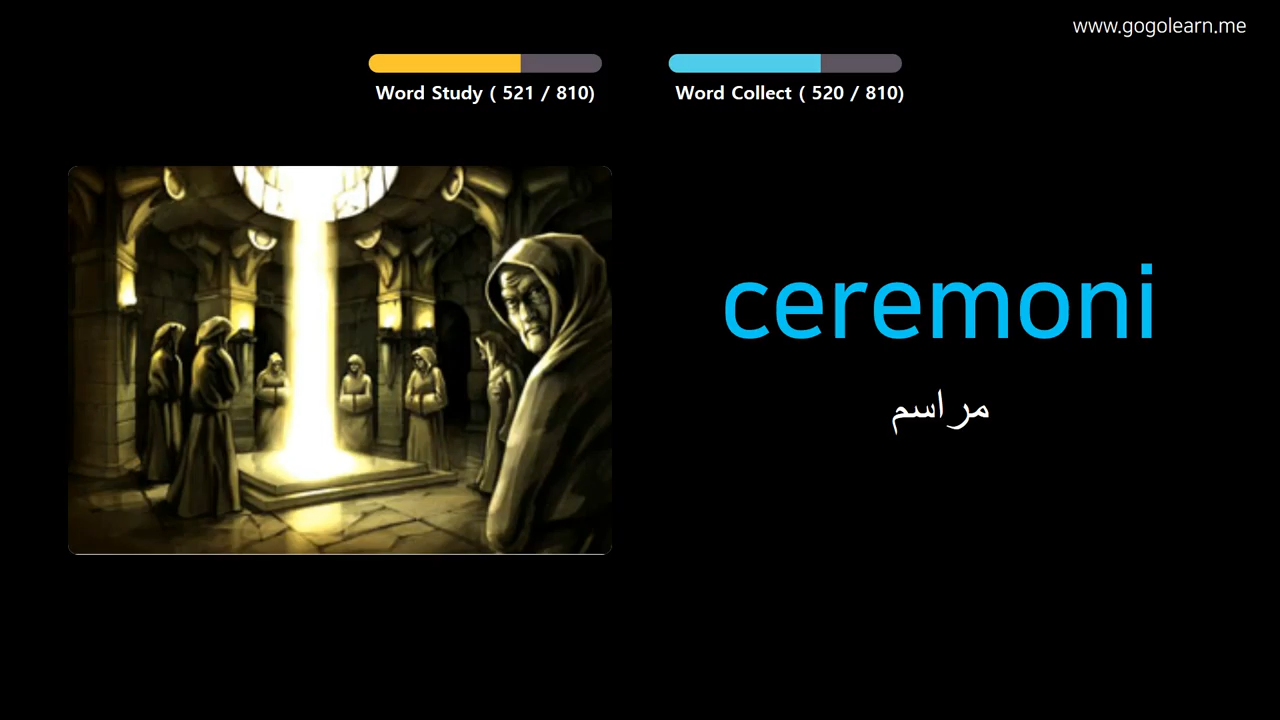 www.gogolearn.me
Word Study ( 521 / 810)
Word Collect ( 520 / 810)
ceremoni
مراسم